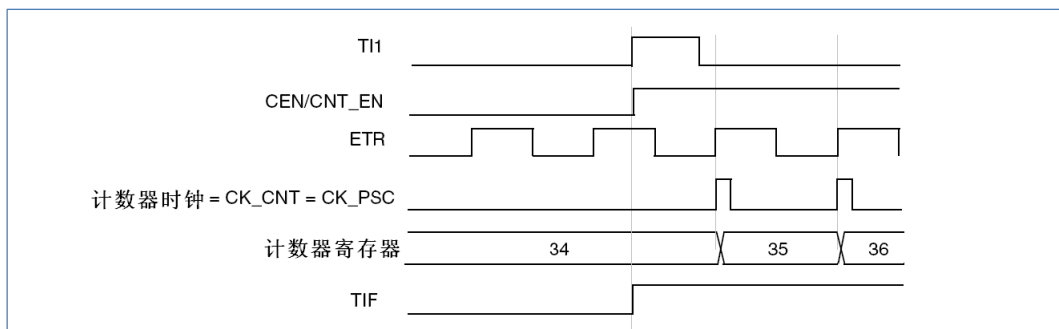 TI1
CEN/CNT_EN
ETR
计数器时钟 = CK_CNT = CK_PSC
计数器寄存器 34 35 36
TIF